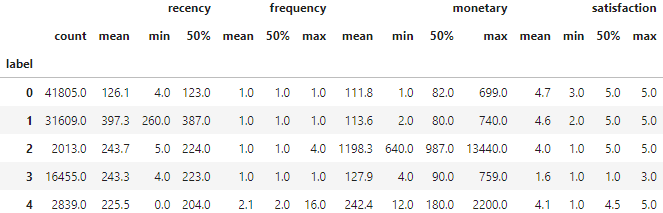 recency frequency monetary satisfaction
count mean min 50% mean 50% max mean min 50% max mean min 50% max
label
0 41805.0 126.1 4.0 123.0 1.0 1.0 1.0 111.8 1.0 82.0 699.0 4.7 3.0 5.0 5.0
1 31609.0 397.3 260.0 387.0 1.0 1.0 1.0 113.6 2.0 80.0 740.0 4.6 2.0 5.0 5.0
2 2013.0 243.7 5.0 224.0 1.0 1.0 4.0 1198.3 640.0 987.0 13440.0 4.0 1.0 5.0 5.0
3 16455.0 243.3 4.0 223.0 1.0 1.0 1.0 127.9 4.0 90.0 759.0 1.6 1.0 1.0 3.0
4 2839.0 225.5 0.0 204.0 2.1 2.0 16.0 242.4 12.0 180.0 2200.0 4.1 1.0 4.5 5.0